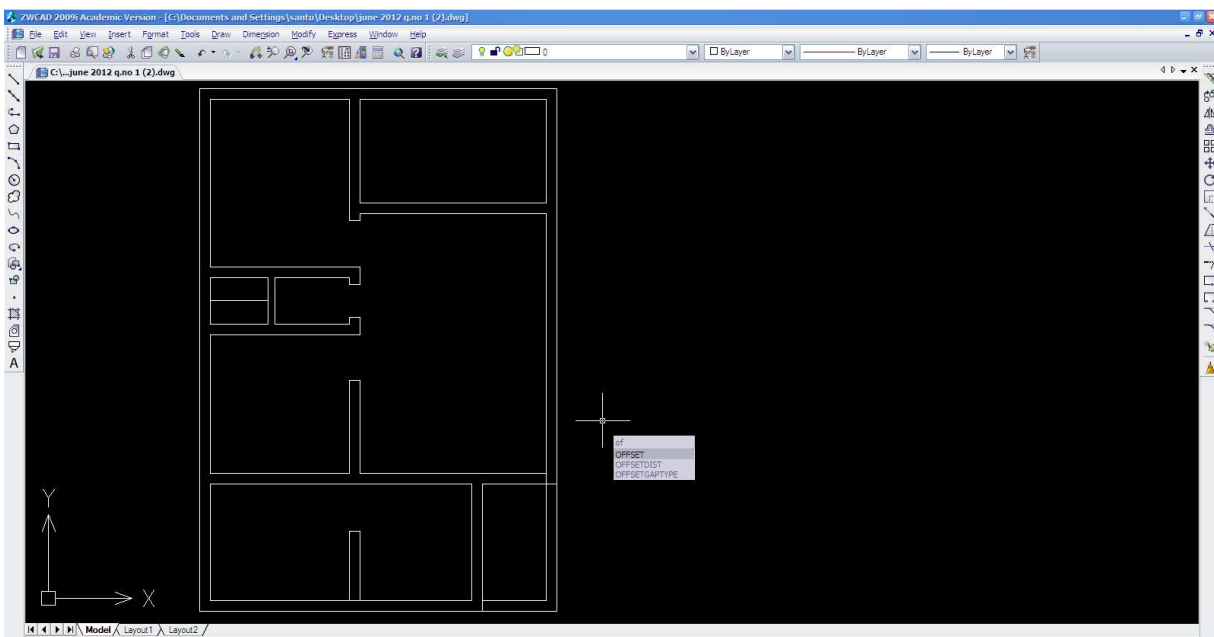 ZWCAD 2009i Academic Version - [C:\Documents and Settings\santu\Desktop\june 2012 q.no 1 (2).dwg]
File Edit View Insert Format Tools Draw Dimension Modify Express Window Help
0 ByLayer ByLayer ByLayer
C:\...june 2012 q.no 1 (2).dwg
A
of
OFFSET
OFFSETDIST
OFFSETGAPTYPE
Y
X
Model Layout1 Layout2